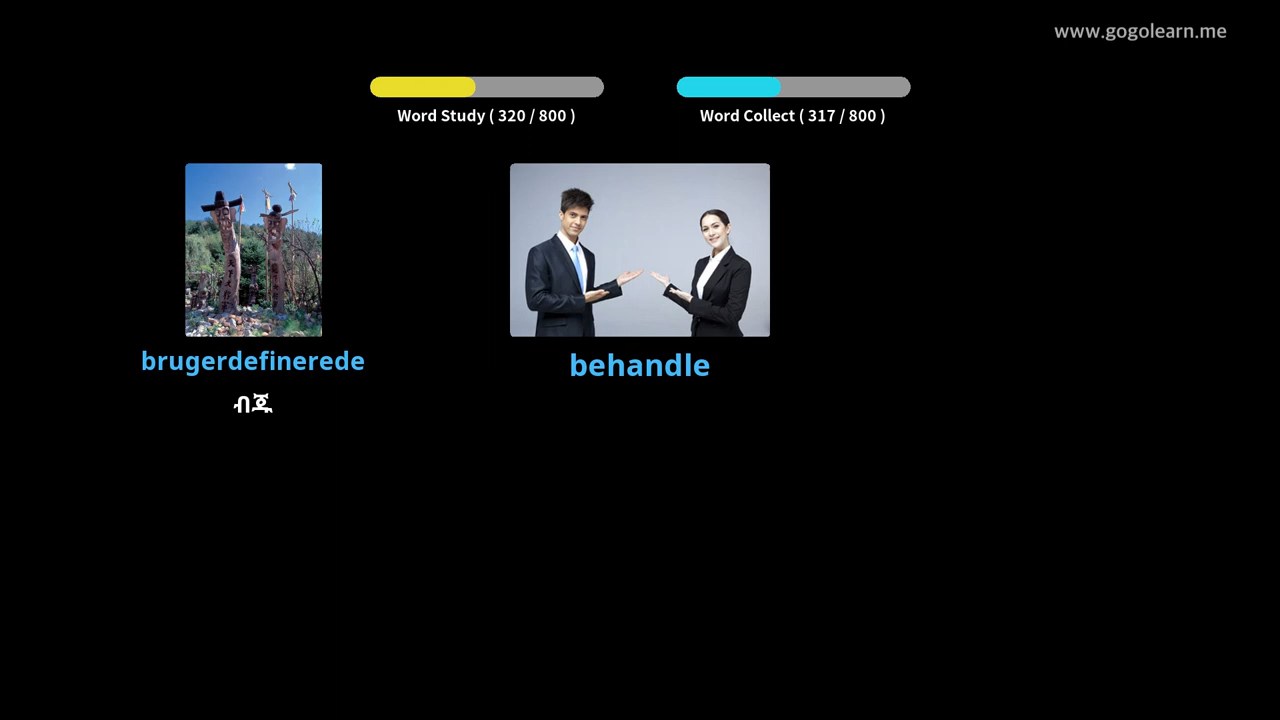 www.gogolearn.me
Word Study ( 320 / 800 )
Word Collect ( 317 / 800 )
brugerdefinerede
ብጁ
behandle